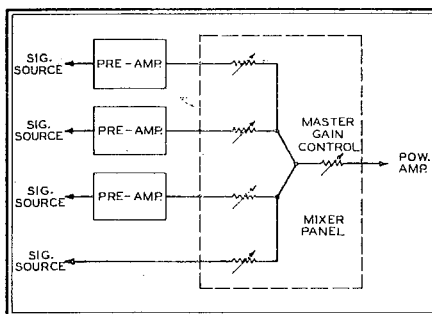 SIG.
SOURCE
PRE-AMP.
SIG.
SOURCE
PRE-AMP.
MASTER
GAIN
CONTROL
POW.
AMP.
SIG.
SOURCE
PRE-AMP.
MIXER
PANEL
SIG.
SOURCE